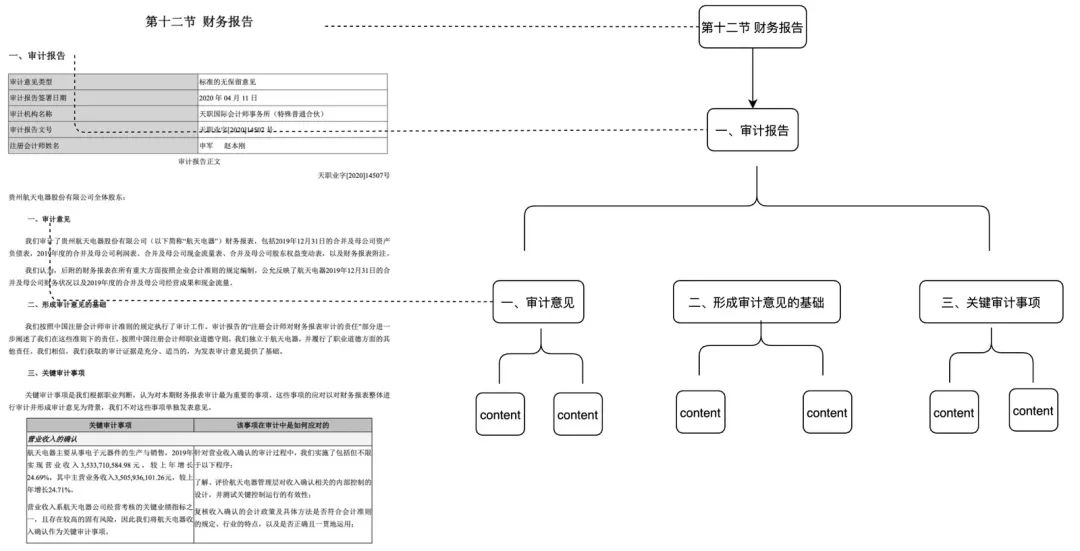 第十二节 财务报告
一、审计报告
审计意见类型 标准的无保留意见
审计报告签署日期 2020 年 04 月 11 日
审计机构名称 天职国际会计师事务所（特殊普通合伙）
审计报告文号 天职业字[2020]14507 号
注册会计师姓名 申军 赵本刚
审计报告正文
天职业字[2020]14507号
贵州航天电器股份有限公司全体股东：
一、审计意见
我们审计了贵州航天电器股份有限公司（以下简称“航天电器”）财务报表，包括2019年12月31日的合并及母公司资产
负债表，2019年度的合并及母公司利润表、合并及母公司现金流量表、合并及母公司股东权益变动表，以及财务报表附注。
我们认为，后附的财务报表在所有重大方面按照企业会计准则的规定编制，公允反映了航天电器2019年12月31日的合
并及母公司财务状况以及2019年度的合并及母公司经营成果和现金流量。
二、形成审计意见的基础
我们按照中国注册会计师审计准则的规定执行了审计工作。审计报告的“注册会计师对财务报表审计的责任”部分进一
步阐述了我们在这些准则下的责任。按照中国注册会计师职业道德守则，我们独立于航天电器，并履行了职业道德方面的其
他责任。我们相信，我们获取的审计证据是充分、适当的，为发表审计意见提供了基础。
三、关键审计事项
关键审计事项是我们根据职业判断，认为对本期财务报表审计最为重要的事项。这些事项的应对以对财务报表整体进
行审计并形成审计意见为背景，我们不对这些事项单独发表意见。
关键审计事项 该事项在审计中是如何应对的
营业收入的确认
航天电器主要从事电子元器件的生产与销售，2019年
实现营业收入3,533,710,584.98元，较上年增长
24.69%，其中主营业务收入3,505,936,101.26元，较上
年增长24.71%。
营业收入系航天电器公司经营考核的关键业绩指标之
一，且存在较高的固有风险，因此我们将航天电器收
入确认作为关键审计事项。
针对营业收入确认的审计过程中，我们实施了包括但不限
于以下程序：
了解、评价航天电器管理层对收入确认相关的内部控制的
设计，并测试关键控制运行的有效性；
复核收入确认的会计政策及具体方法是否符合会计准则
的规定、行业的特点，以及是否正确且一贯地运用；
第十二节 财务报告
一、审计报告
一、审计意见
二、形成审计意见的基础
三、关键审计事项
content
content
content
content
content
content